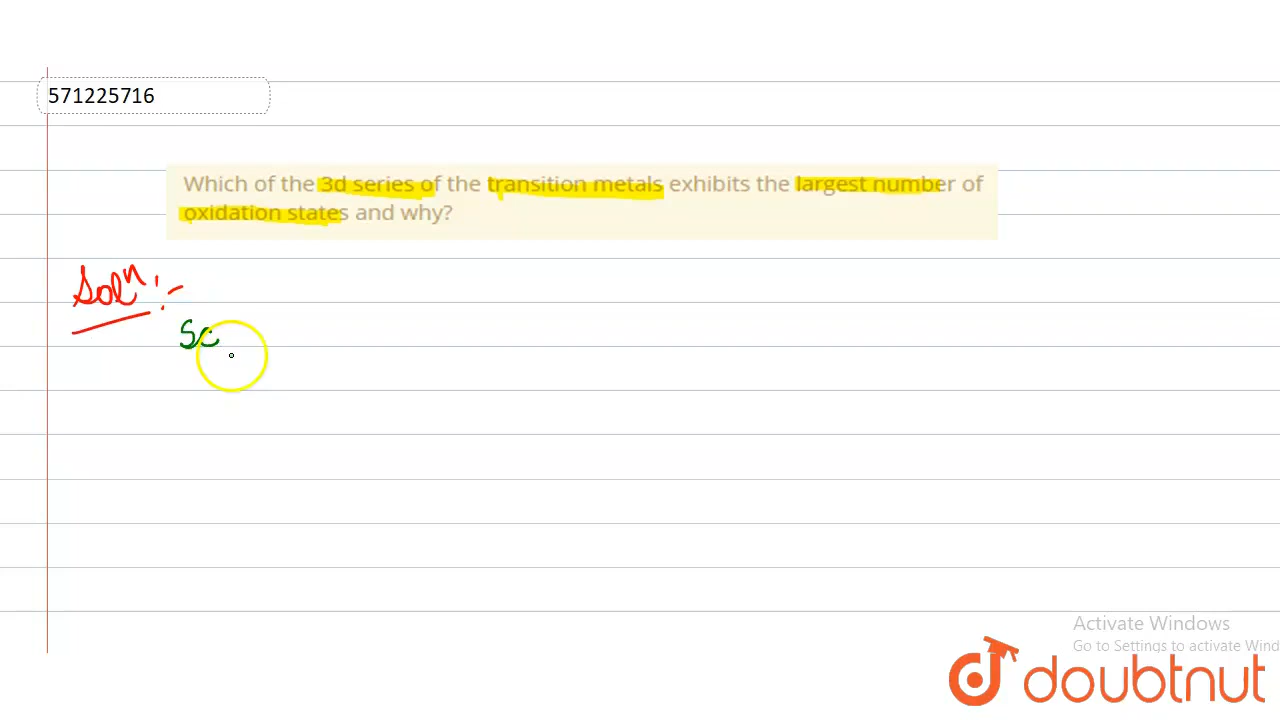 571225716
Which of the 3d series of the transition metals exhibits the largest number of
oxidation states and why?
Solⁿ :-
Sc
Activate Windows
Go to Settings to activate Wind
doubtnut